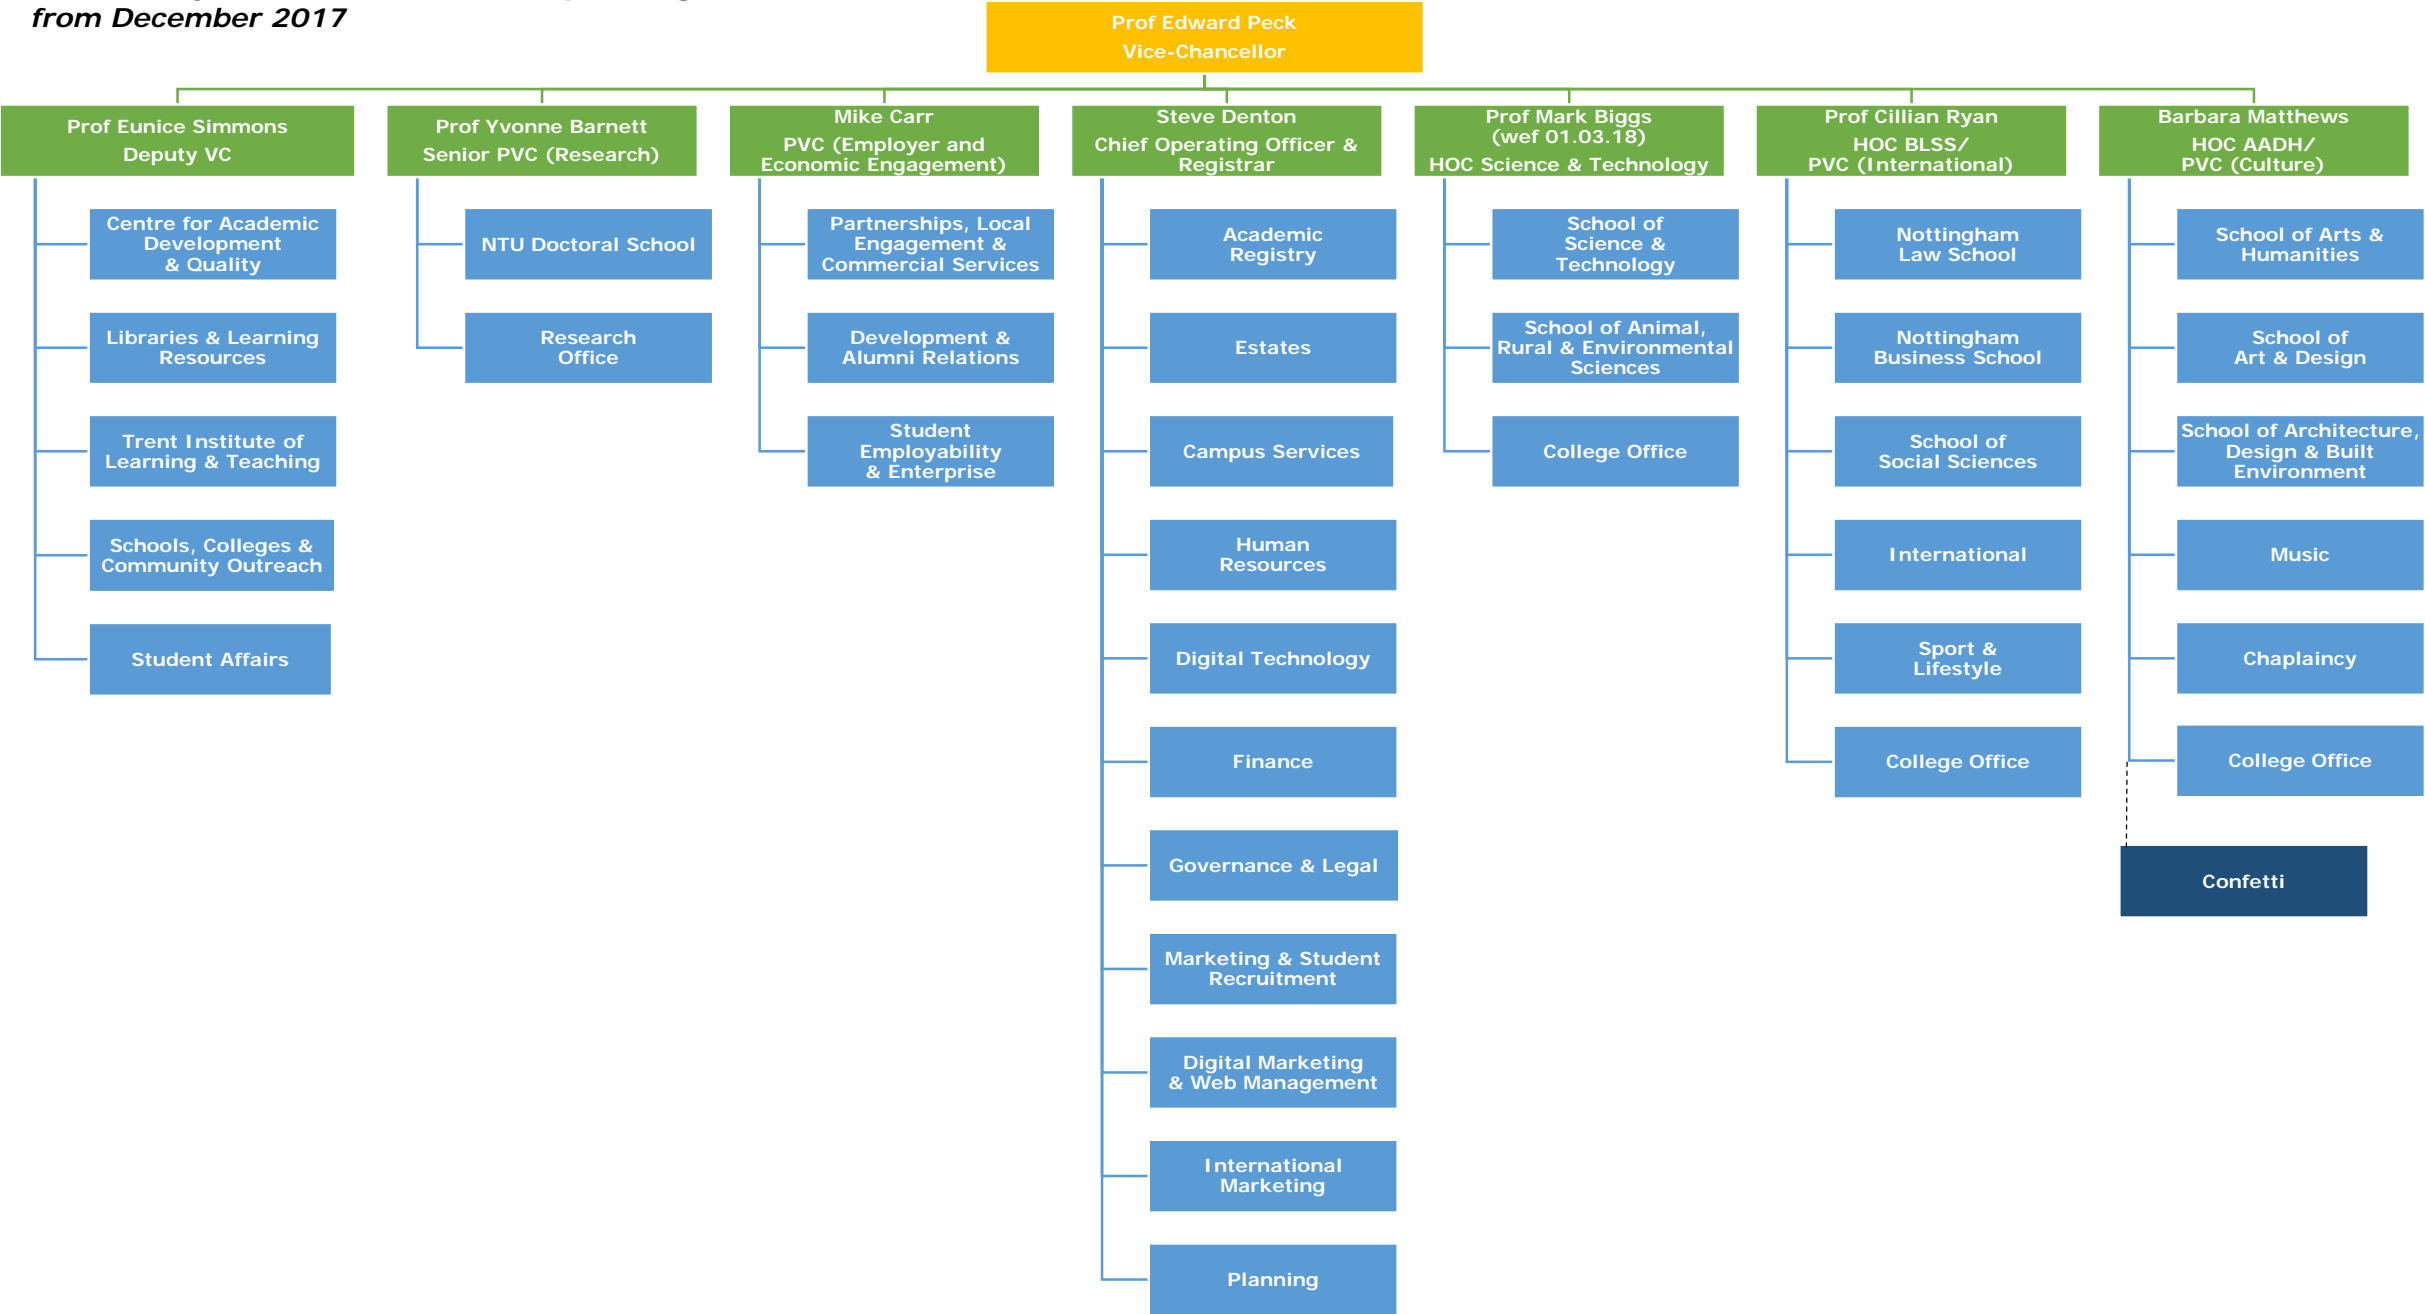 from December 2017
Prof Edward Peck
Vice-Chancellor
Prof Eunice Simmons
Deputy VC
Prof Yvonne Barnett
Senior PVC (Research)
Mike Carr
PVC (Employer and
Economic Engagement)
Steve Denton
Chief Operating Officer &
Registrar
Prof Mark Biggs
(wef 01.03.18)
HOC Science & Technology
Prof Cillian Ryan
HOC BLSS/
PVC (International)
Barbara Matthews
HOC AADH/
PVC (Culture)
Centre for Academic
Development
& Quality
Libraries & Learning
Resources
Trent Institute of
Learning & Teaching
Schools, Colleges &
Community Outreach
Student Affairs
NTU Doctoral School
Research
Office
Partnerships, Local
Engagement &
Commercial Services
Development &
Alumni Relations
Student
Employability
& Enterprise
Academic
Registry
Estates
Campus Services
Human
Resources
Digital Technology
Finance
Governance & Legal
Marketing & Student
Recruitment
Digital Marketing
& Web Management
International
Marketing
Planning
School of
Science &
Technology
School of Animal,
Rural & Environmental
Sciences
College Office
Nottingham
Law School
Nottingham
Business School
School of
Social Sciences
International
Sport &
Lifestyle
College Office
School of Arts &
Humanities
School of
Art & Design
School of Architecture,
Design & Built
Environment
Music
Chaplaincy
College Office
Confetti